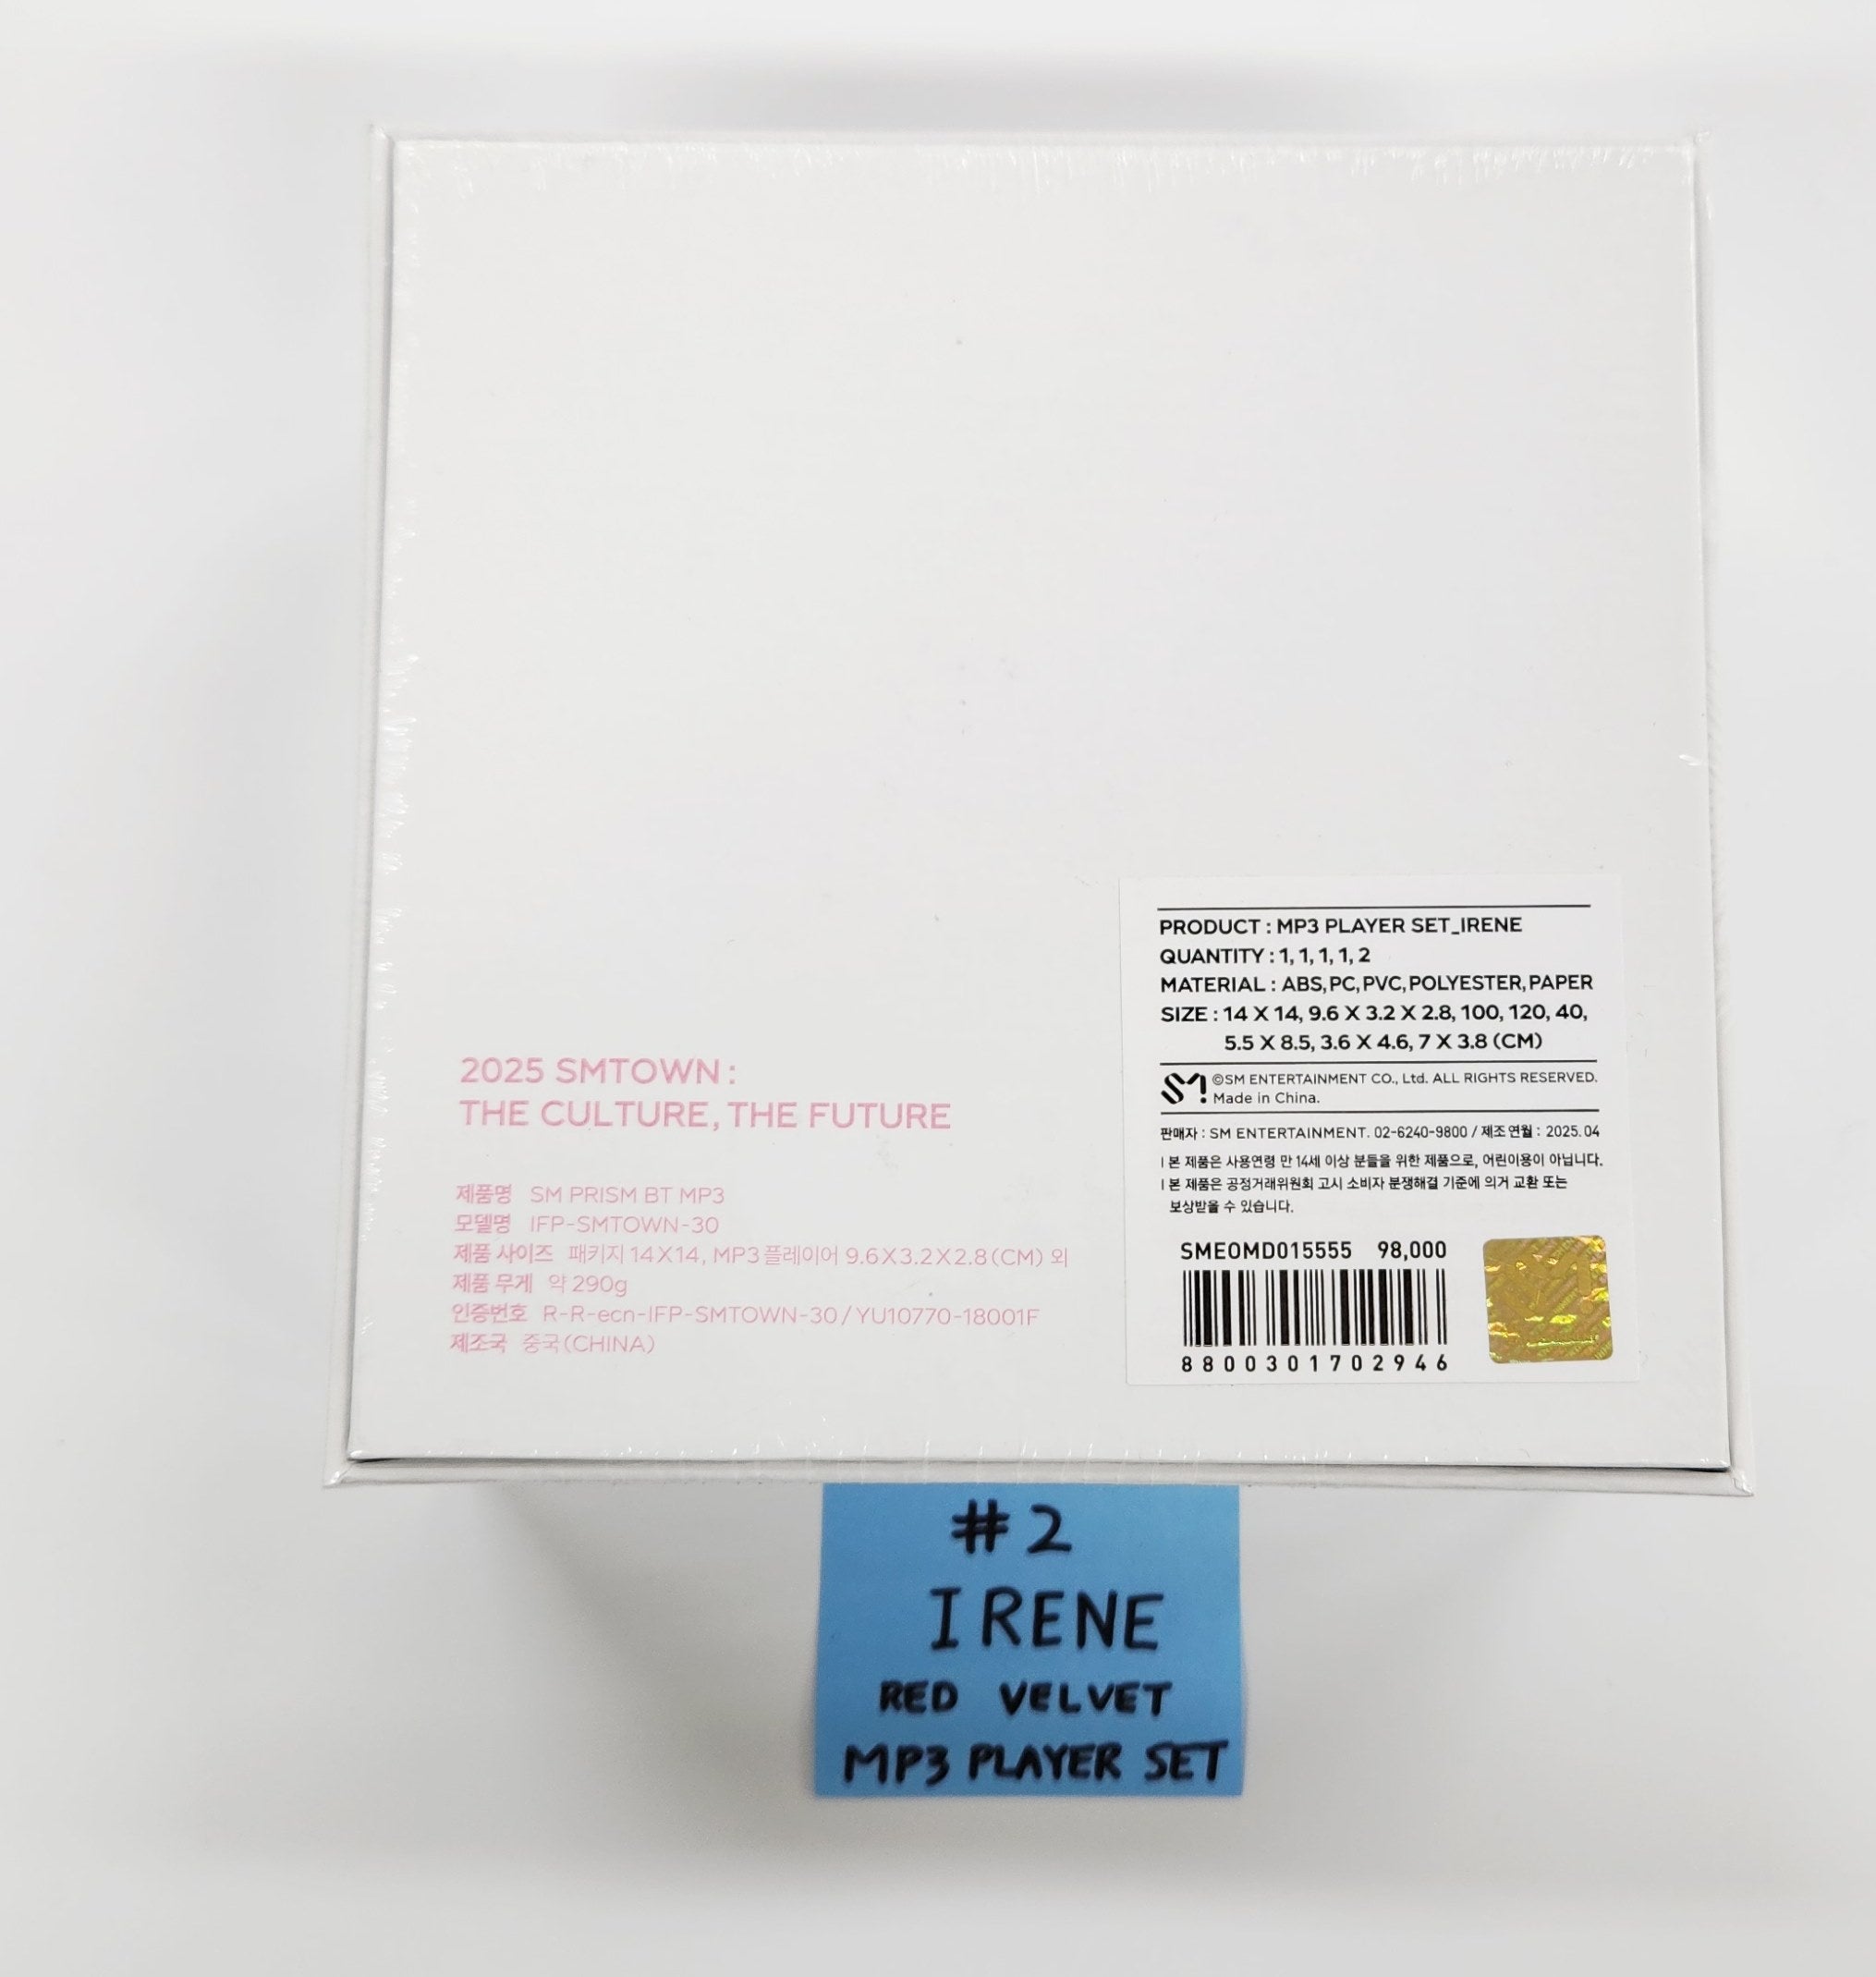 2025 SMTOWN :
THE CULTURE, THE FUTURE
제품명 SM PRISM BT MP3
모델명 IFP-SMTOWN-30
제품 사이즈 패키지 14X14, MP3 플레이어 9.6X3.2X2.8(CM) 외
제품 무게 약 290g
인증번호 R-R-ecn-IFP-SMTOWN-30/YU10770-18001F
제조국 중국(CHINA)
PRODUCT : MP3 PLAYER SET_IRENE
QUANTITY : 1, 1, 1, 1, 2
MATERIAL : ABS, PC, PVC, POLYESTER, PAPER
SIZE : 14 X 14, 9.6 X 3.2 X 2.8, 100, 120, 40,
5.5 X 8.5, 3.6 X 4.6, 7 X 3.8 (CM)
SM
©SM ENTERTAINMENT CO., Ltd. ALL RIGHTS RESERVED.
Made in China.
판매자 : SM ENTERTAINMENT. 02-6240-9800 / 제조연월 : 2025.04
| 본 제품은 사용연령 만 14세 이상 분들을 위한 제품으로, 어린이용이 아닙니다.
| 본 제품은 공정거래위원회 고시 소비자 분쟁해결 기준에 의거 교환 또는
보상받을 수 있습니다.
SMEOMD015555 98,000
8800301702946
#2
IRENE
RED VELVET
MP3 PLAYER SET